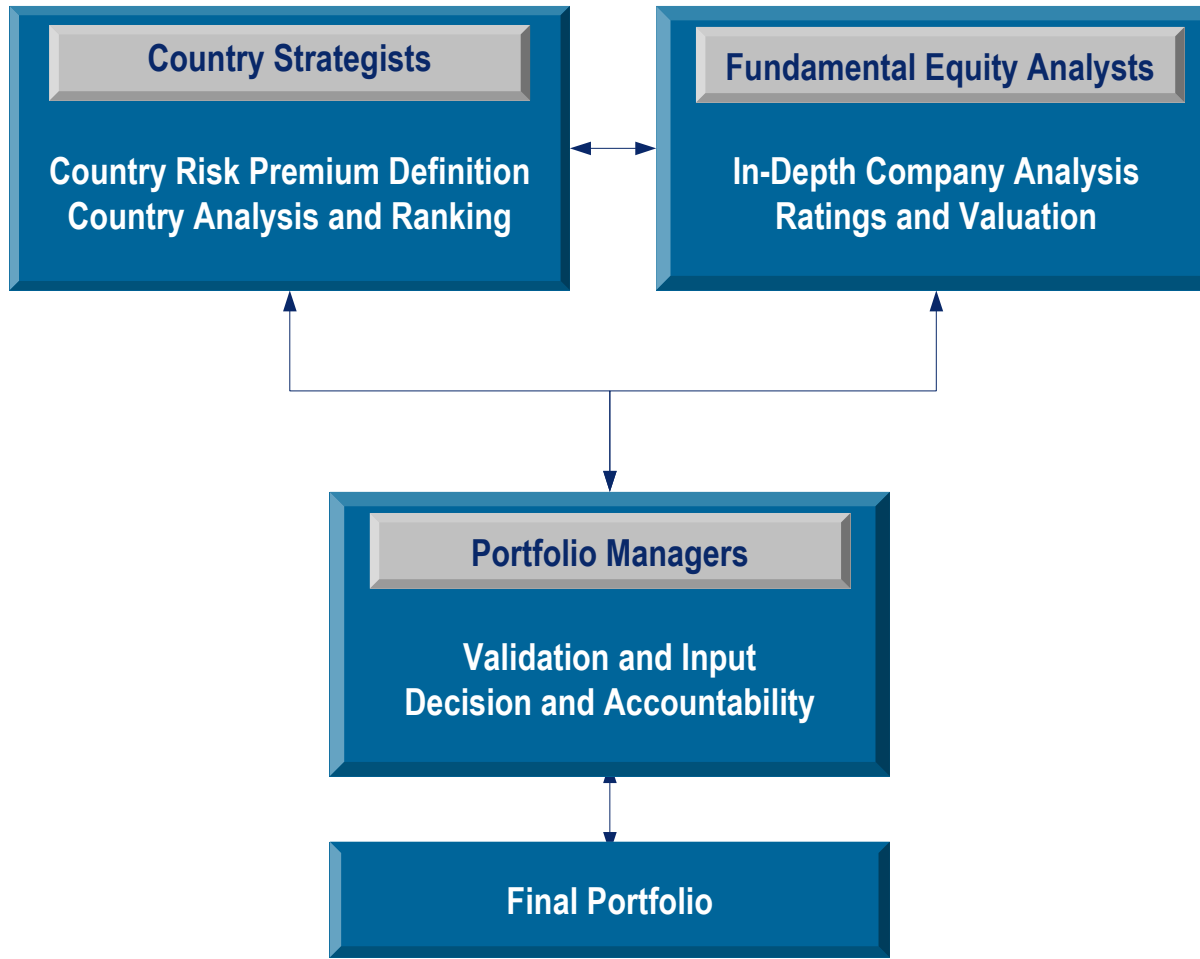 Country Strategists
Country Risk Premium Definition
Country Analysis and Ranking
Fundamental Equity Analysts
In-Depth Company Analysis
Ratings and Valuation
Portfolio Managers
Validation and Input
Decision and Accountability
Final Portfolio